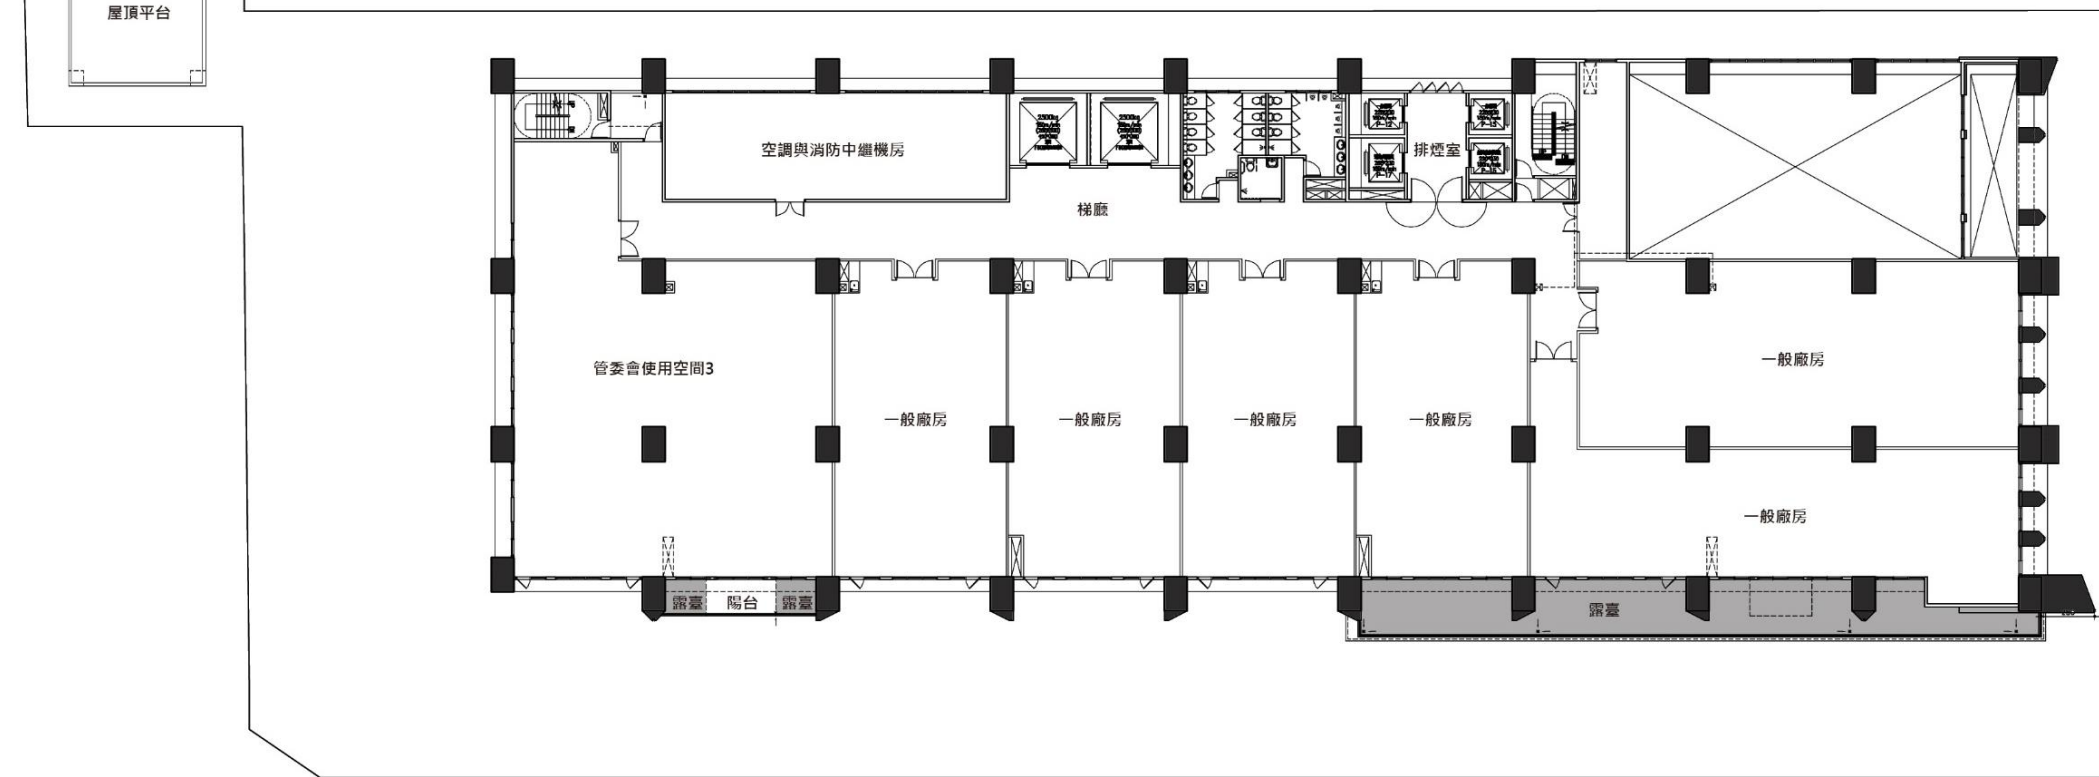 屋頂平台
空調與消防中繼機房
排煙室
梯廳
管委會使用空間3
一般廠房
一般廠房
一般廠房
一般廠房
一般廠房
一般廠房
露臺
陽台
露臺
露臺